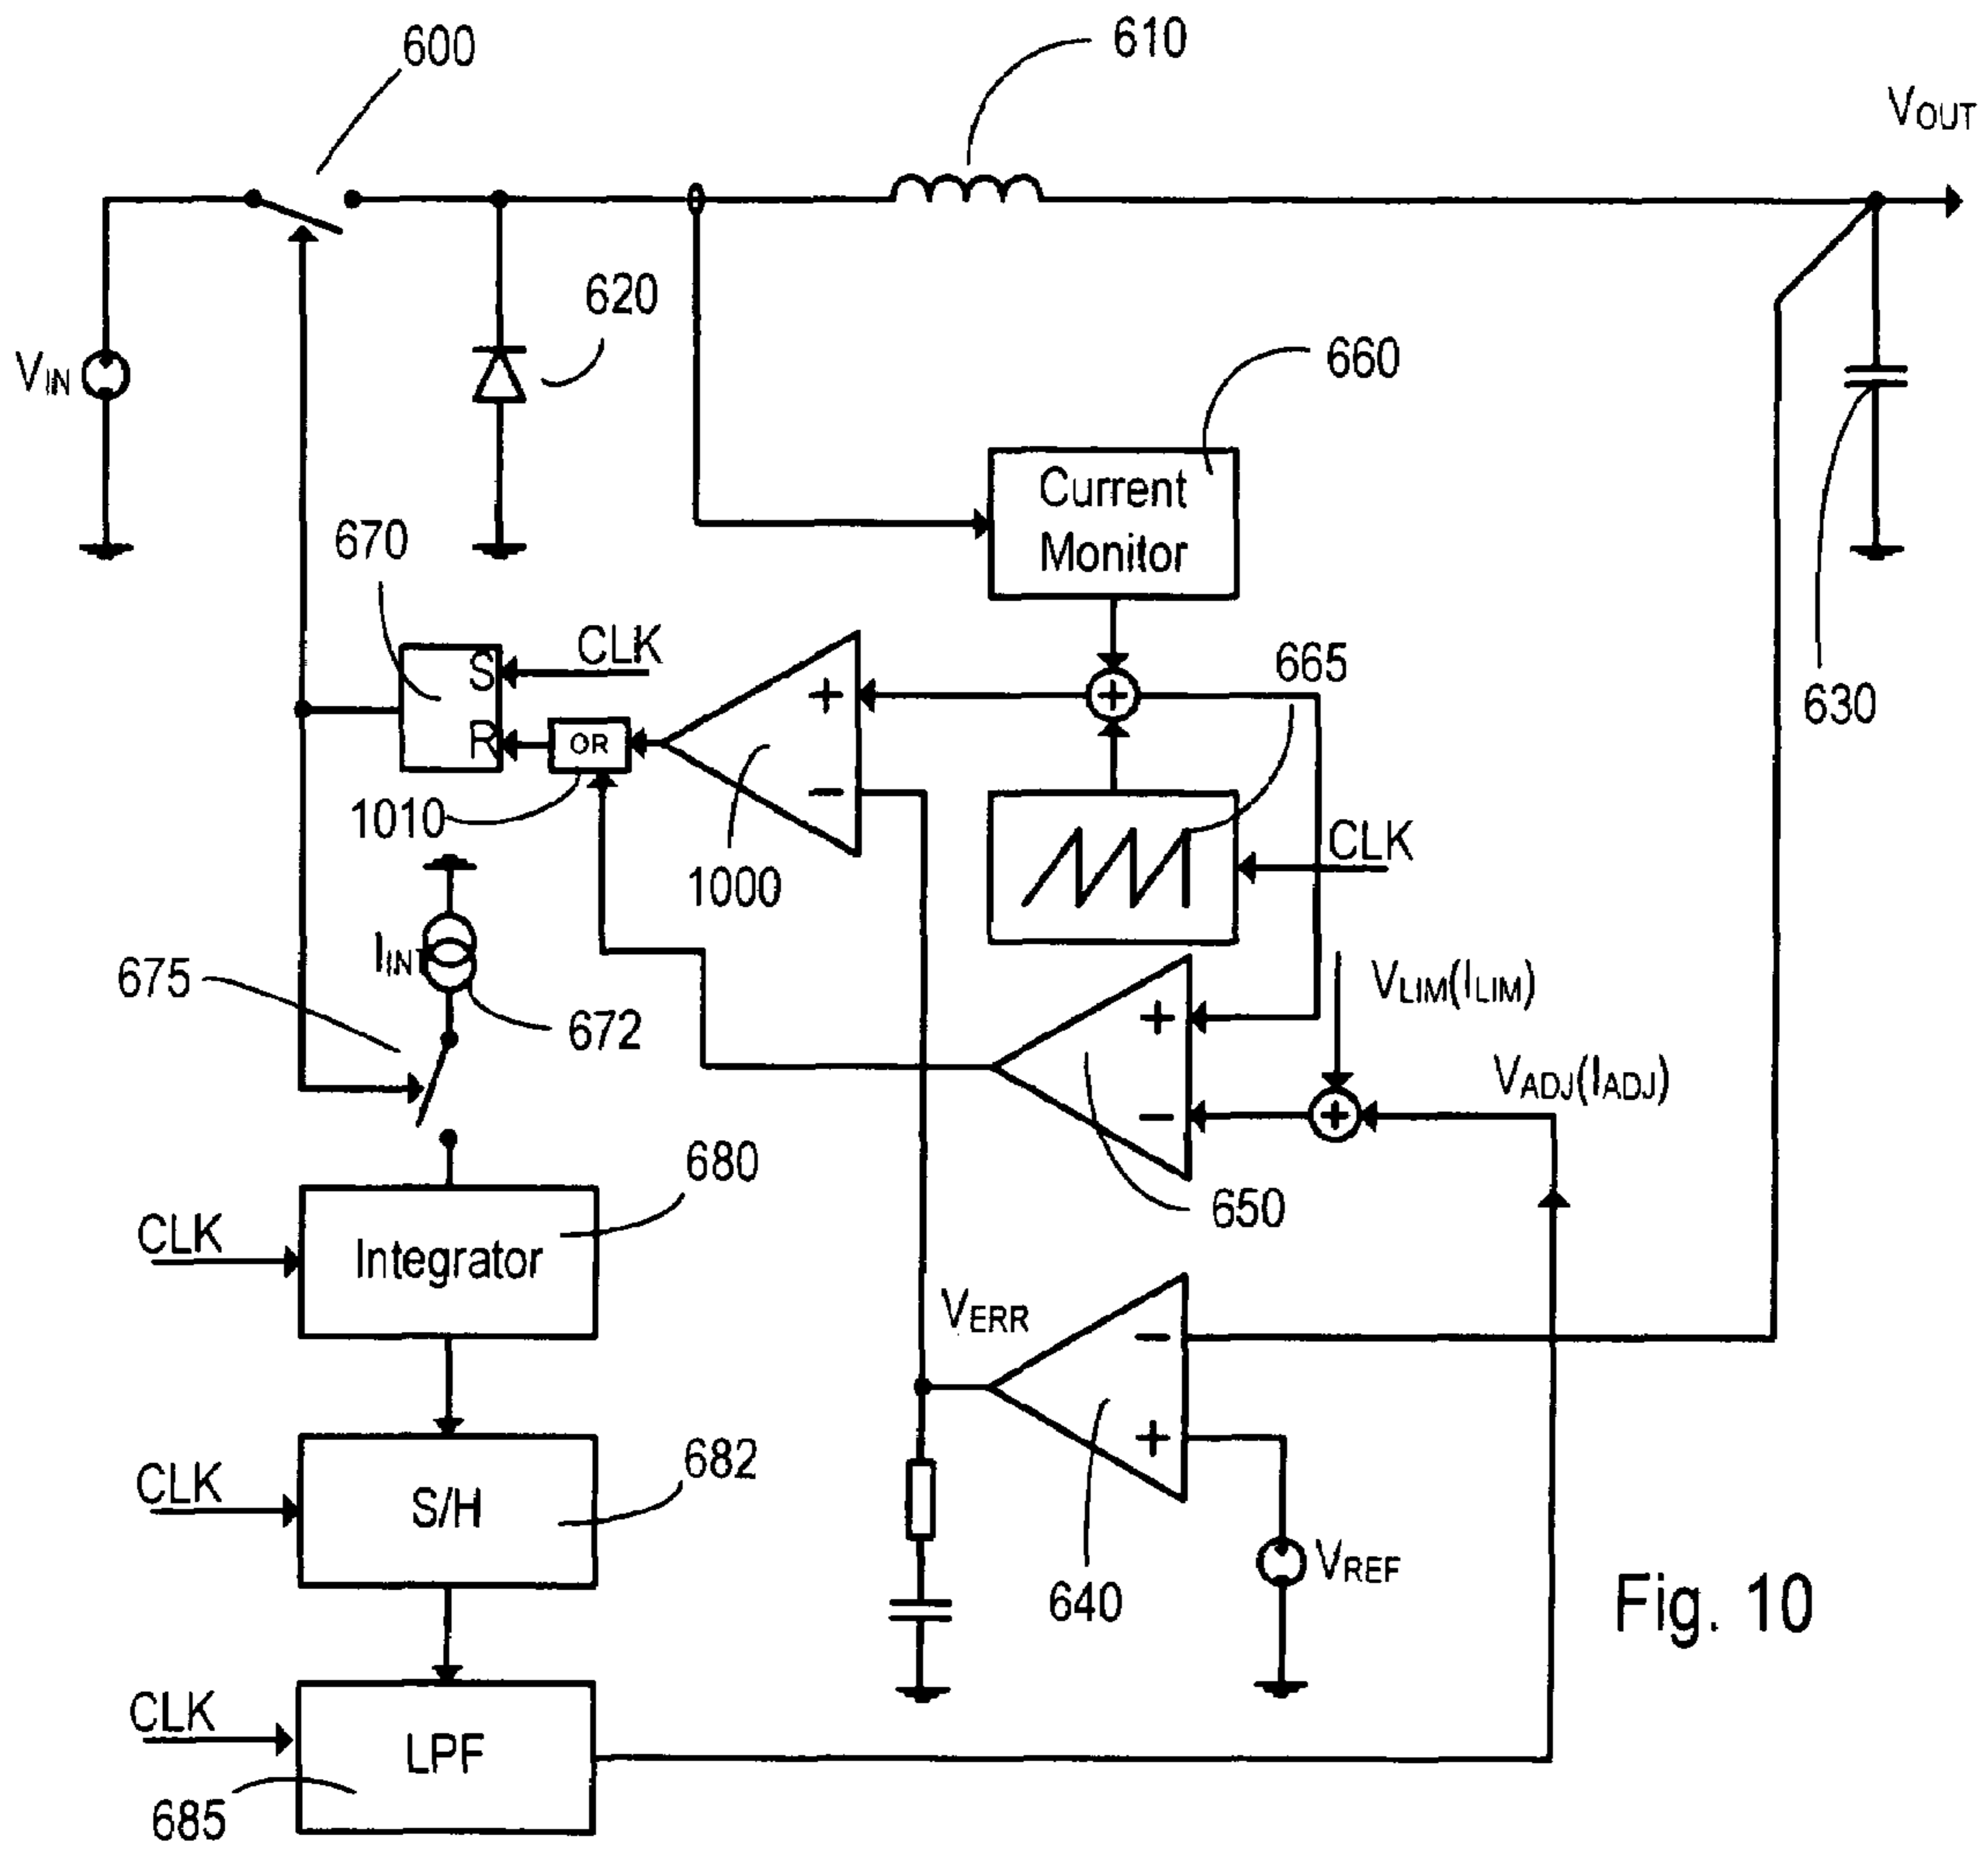 600
610
VOUT
620
VIN
660
Current
Monitor
670
CLK
S
665
+
+
630
R
OR
1010
−
1000
CLK
IINT
675
672
VLIM(ILIM)
+
VADJ(IADJ)
−
+
650
680
CLK
Integrator
VERR
−
682
CLK
S/H
+
640
VREF
Fig. 10
CLK
LPF
685